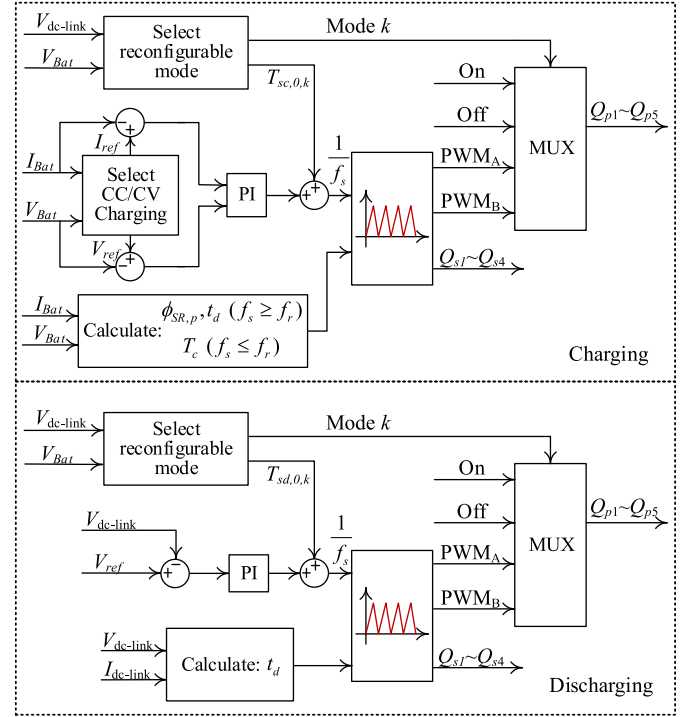 V_dc-link
V_Bat
Select
reconfigurable
mode
Mode k
T_sc,0,k
On
Off
MUX
Q_p1~Q_p5
I_ref
I_Bat
Select
CC/CV
Charging
V_Bat
V_ref
− +
− +
PI
+ +
1/f_s
PWM_A
PWM_B
Q_s1~Q_s4
I_Bat
V_Bat
Calculate: ϕ_SR,p, t_d (f_s ≥ f_r)
T_c (f_s ≤ f_r)
Charging
V_dc-link
V_Bat
Select
reconfigurable
mode
Mode k
T_sd,0,k
On
Off
MUX
Q_p1~Q_p5
V_dc-link
V_ref
+ −
PI
+ +
1/f_s
PWM_A
PWM_B
Q_s1~Q_s4
V_dc-link
I_dc-link
Calculate: t_d
Discharging